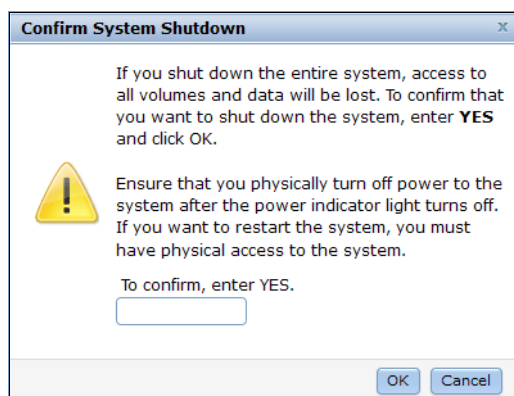 Confirm System Shutdown x
If you shut down the entire system, access to
all volumes and data will be lost. To confirm that
you want to shut down the system, enter YES
and click OK.
Ensure that you physically turn off power to the
system after the power indicator light turns off.
If you want to restart the system, you must
have physical access to the system.
To confirm, enter YES.
OK Cancel